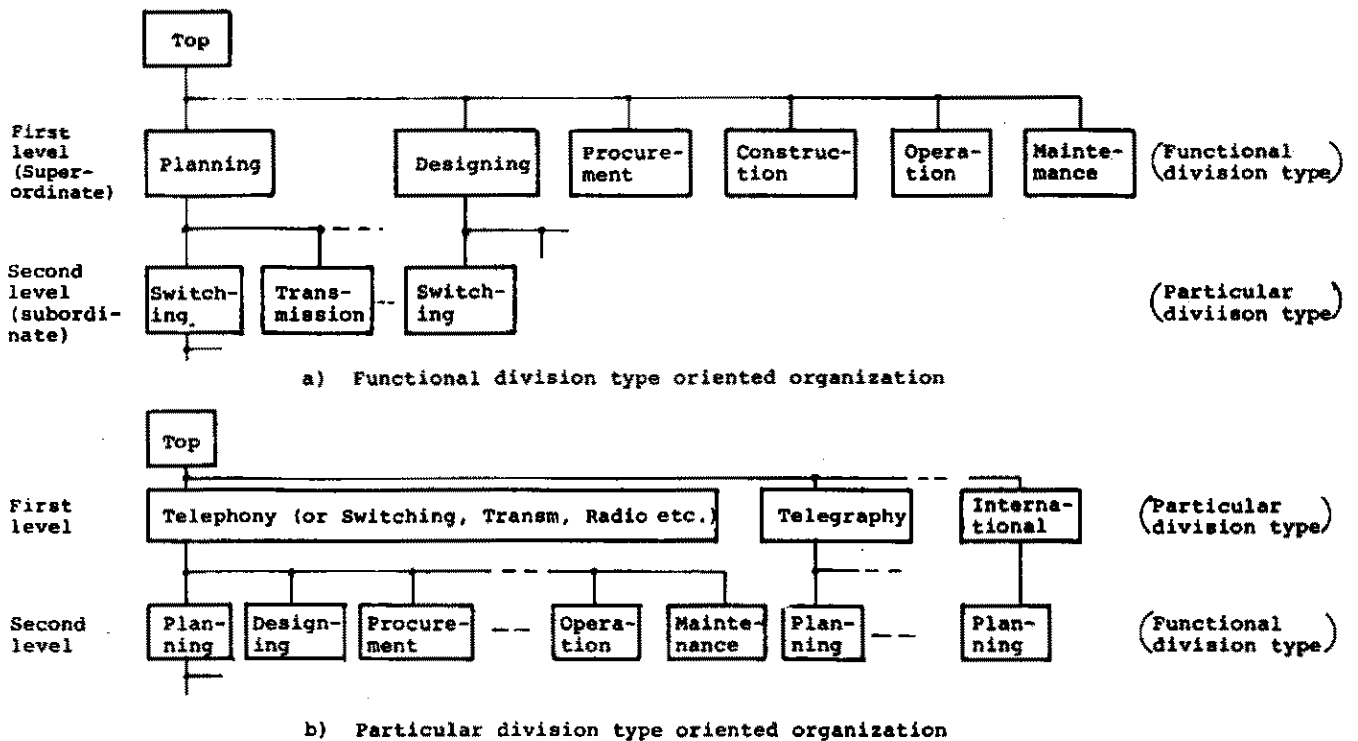 Top
First
level
(Super-
ordinate)
Planning
Designing
Procure-
ment
Construc-
tion
Opera-
tion
Mainte-
mance
(Functional
division type)
Second
level
(subordi-
nate)
Switch-
ing
Trans-
mission
Switch-
ing
(Particular
diviison type)
a) Functional division type oriented organization
Top
First
level
Telephony (or Switching, Transm, Radio etc.)
Telegraphy
Interna-
tional
(Particular
division type)
Second
level
Plan-
ning
Design-
ing
Procure-
ment
Opera-
tion
Mainte-
nance
Plan-
ning
Plan-
ning
(Functional
division type)
b) Particular division type oriented organization